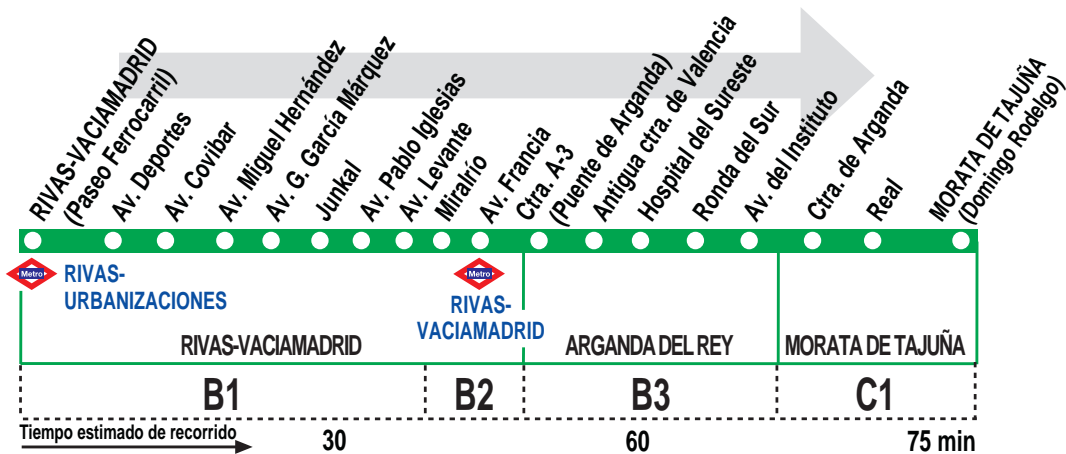 RIVAS-VACIAMADRID
(Paseo Ferrocarril)
Av. Deportes
Av. Covibar
Av. Miguel Hernández
Av. G. García Márquez
Junkal
Av. Pablo Iglesias
Av. Levante
Miralrío
Av. Francia
Ctra. A-3
(Puente de Arganda)
Antigua ctra. de Valencia
Hospital del Sureste
Ronda del Sur
Av. del Instituto
Ctra. de Arganda
Real
MORATA DE TAJUÑA
(Domingo Rodelgo)
Metro
RIVAS-
URBANIZACIONES
Metro
RIVAS-
VACIAMADRID
RIVAS-VACIAMADRID
ARGANDA DEL REY
MORATA DE TAJUÑA
B1
B2
B3
C1
Tiempo estimado de recorrido
30
60
75 min